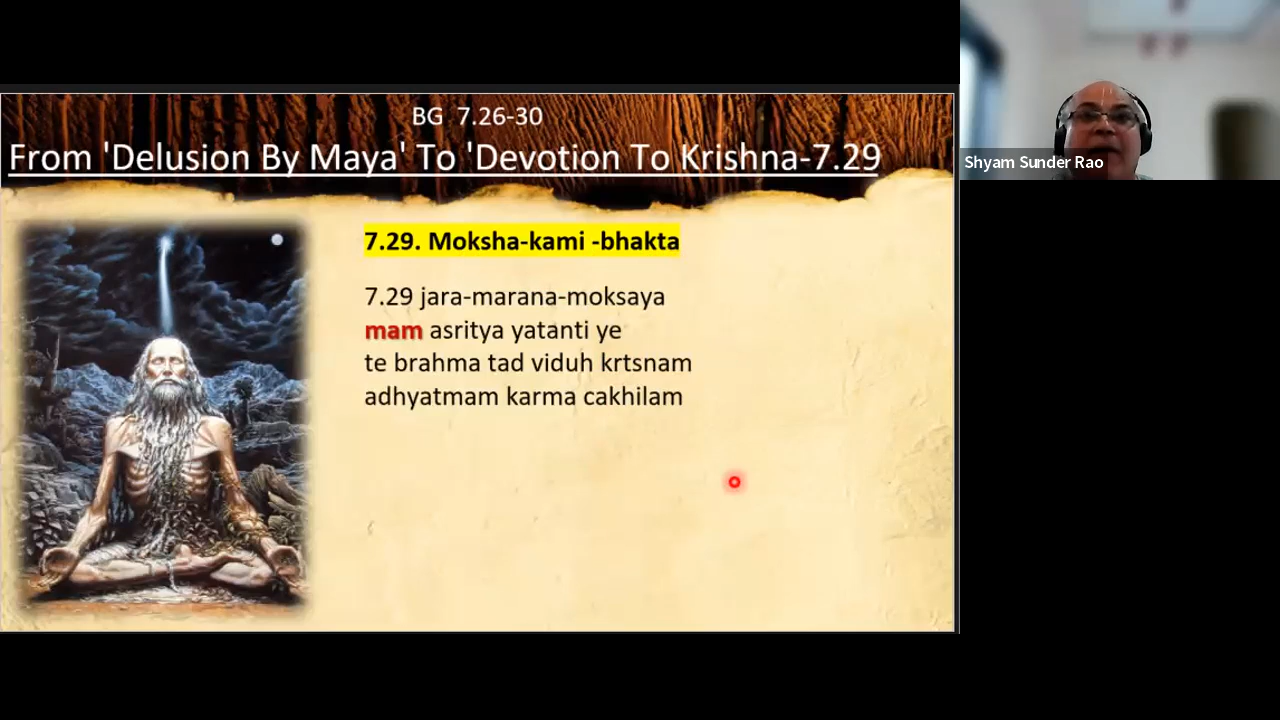 BG 7.26-30
From 'Delusion By Maya' To 'Devotion To Krishna-7.29
7.29. Moksha-kami -bhakta
7.29 jara-marana-moksaya
mam asritya yatanti ye
te brahma tad viduh krtsnam
adhyatmam karma cakhilam
Shyam Sunder Rao